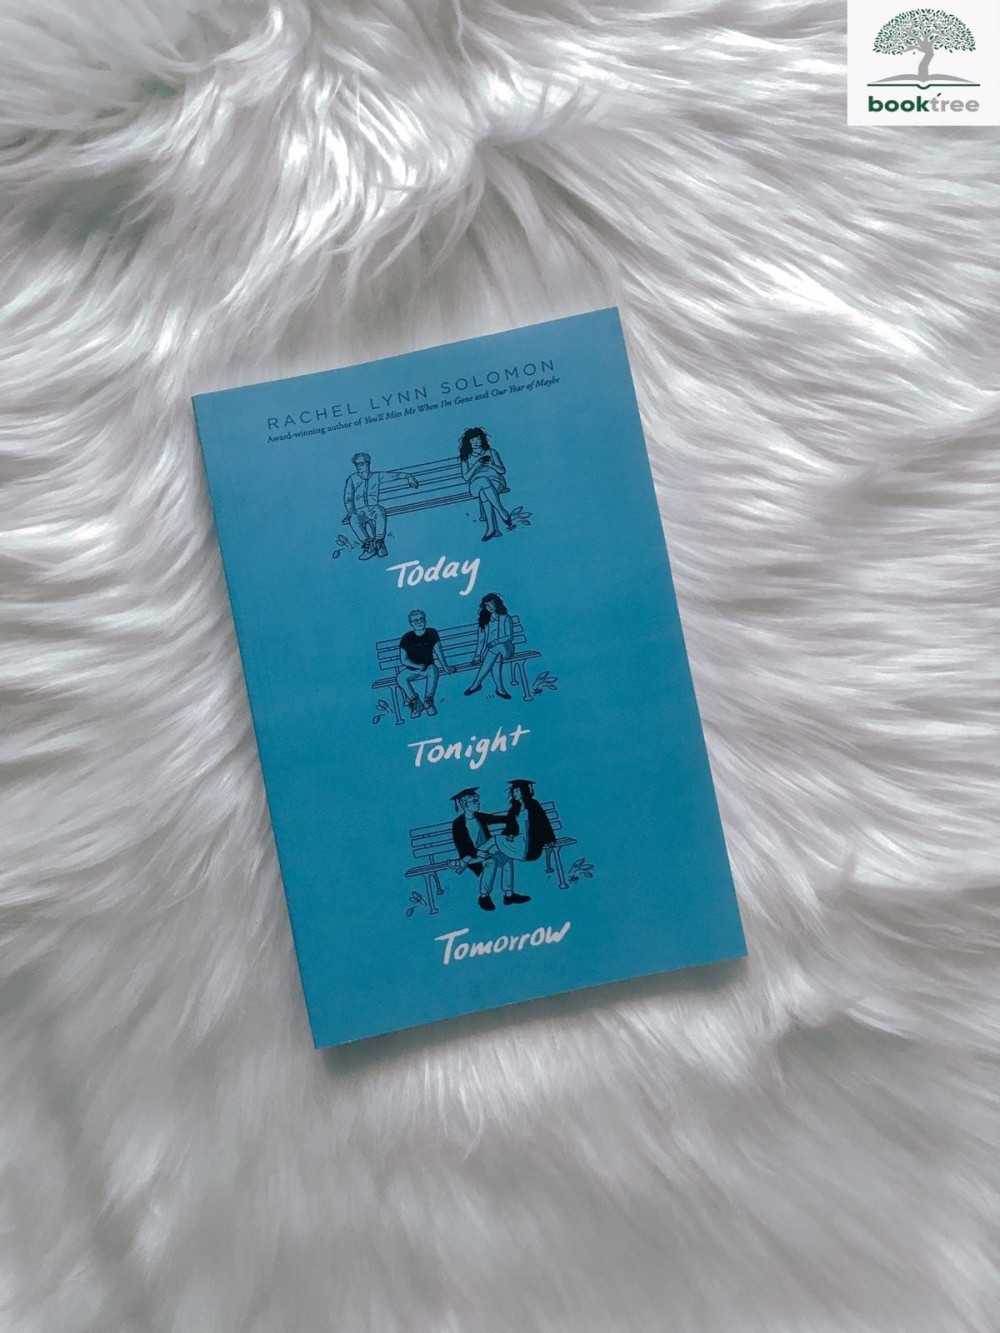 booktree
RACHEL LYNN SOLOMON
Award-winning author of You'll Miss Me When I'm Gone and Our Year of Maybe
Today
Tonight
Tomorrow